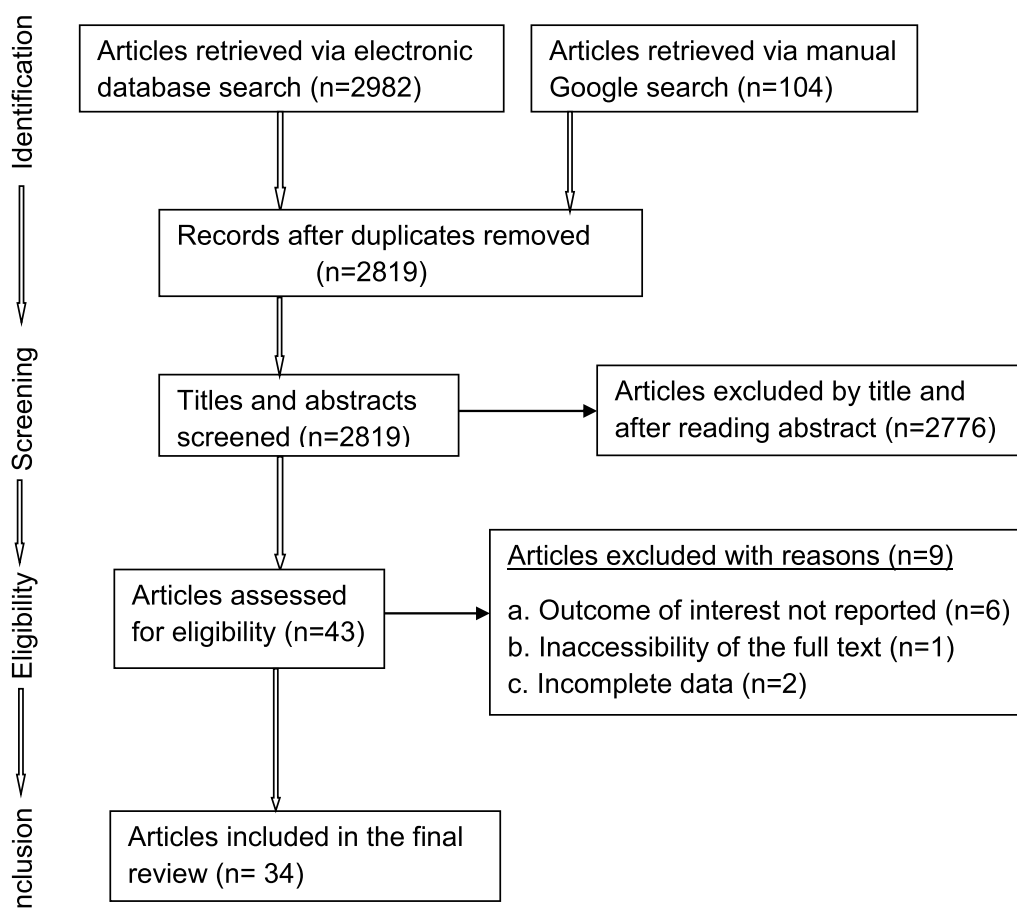 Identification
Articles retrieved via electronic
database search (n=2982)
Articles retrieved via manual
Google search (n=104)
Records after duplicates removed
(n=2819)
Screening
Titles and abstracts
screened (n=2819)
Articles excluded by title and
after reading abstract (n=2776)
Eligibility
Articles assessed
for eligibility (n=43)
Articles excluded with reasons (n=9)
a. Outcome of interest not reported (n=6)
b. Inaccessibility of the full text (n=1)
c. Incomplete data (n=2)
nclusion
Articles included in the final
review (n= 34)